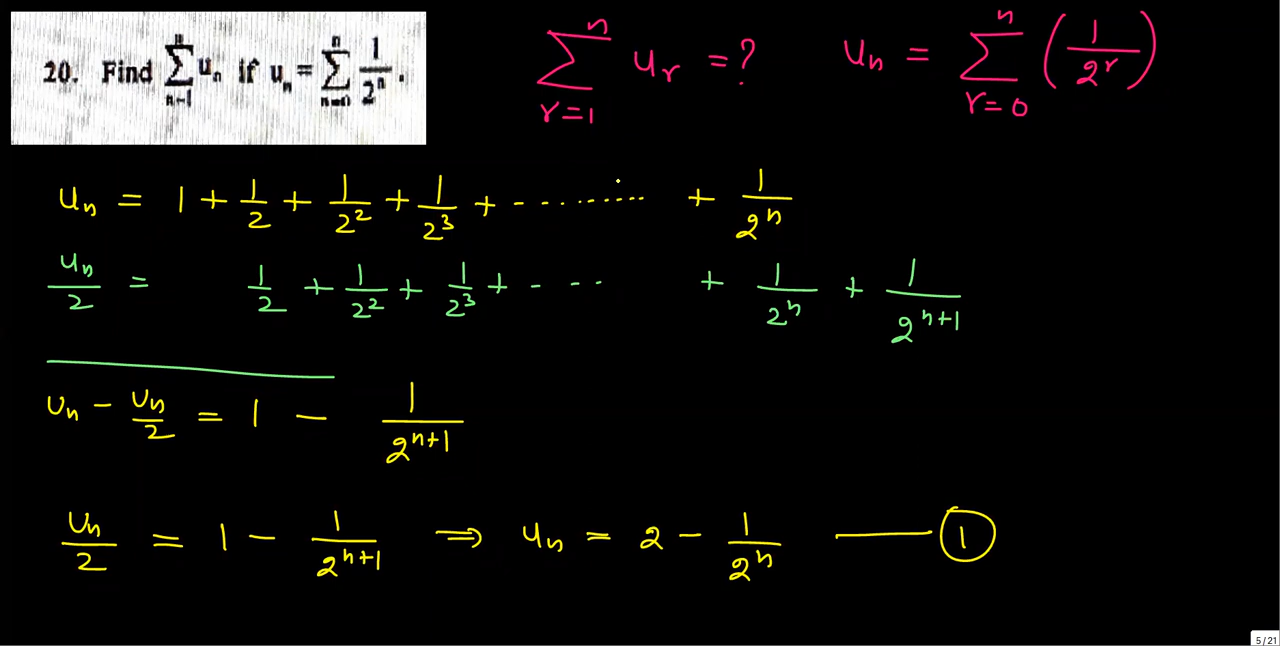 20. Find ∑_{n=1}^{n} u_n if u_n = ∑_{n=0}^{n} 1/2^n .
∑_{r=1}^{n} u_r = ? u_n = ∑_{r=0}^{n} (1/2^r)
u_n = 1 + 1/2 + 1/2^2 + 1/2^3 + ......... + 1/2^n
u_n/2 = 1/2 + 1/2^2 + 1/2^3 + .... + 1/2^n + 1/2^{n+1}
u_n - u_n/2 = 1 - 1/2^{n+1}
u_n/2 = 1 - 1/2^{n+1} ⇒ u_n = 2 - 1/2^n —— ①
5/21